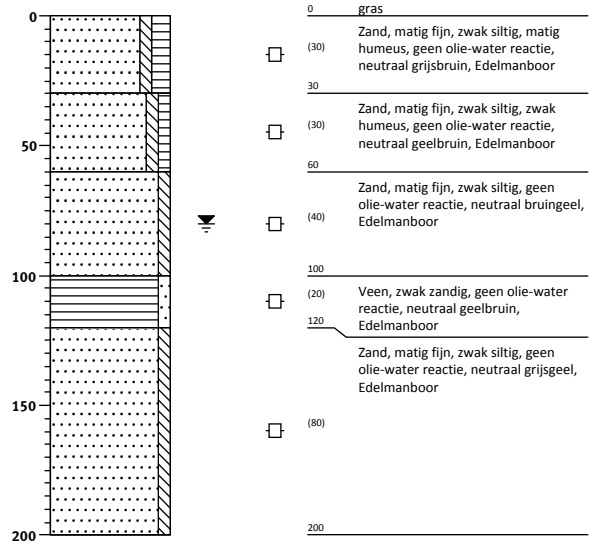 0
50
100
150
200
0 gras
(30) Zand, matig fijn, zwak siltig, matig
humeus, geen olie-water reactie,
neutraal grijsbruin, Edelmanboor
30
(30) Zand, matig fijn, zwak siltig, zwak
humeus, geen olie-water reactie,
neutraal geelbruin, Edelmanboor
60
Zand, matig fijn, zwak siltig, geen
olie-water reactie, neutraal bruingeel,
(40) Edelmanboor
100
(20) Veen, zwak zandig, geen olie-water
reactie, neutraal geelbruin,
120 Edelmanboor
Zand, matig fijn, zwak siltig, geen
olie-water reactie, neutraal grijsgeel,
Edelmanboor
(80)
200